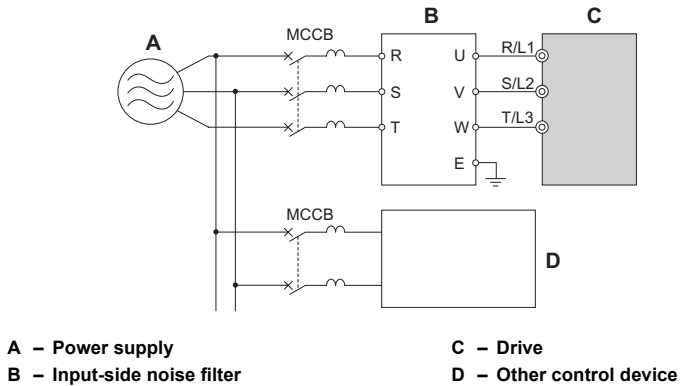 A
B
C
MCCB
R
U
R/L1
S
V
S/L2
T
W
T/L3
E
MCCB
D
A – Power supply
B – Input-side noise filter
C – Drive
D – Other control device